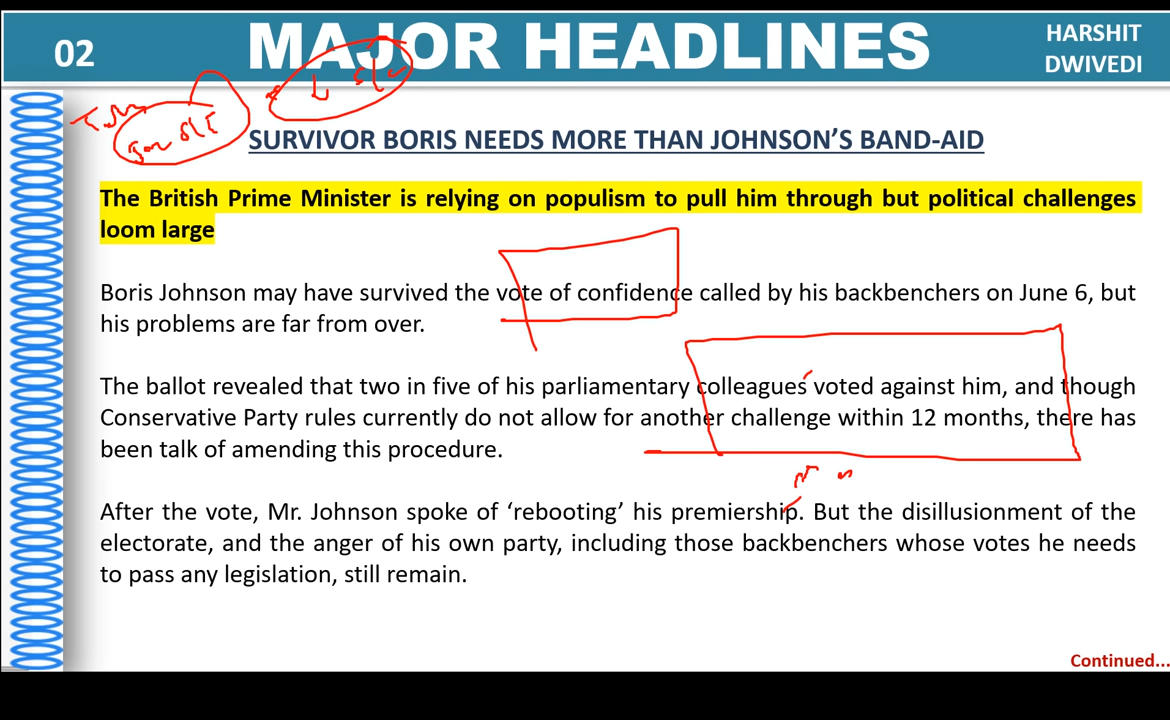 02
MAJOR HEADLINES
HARSHIT
DWIVEDI
SURVIVOR BORIS NEEDS MORE THAN JOHNSON'S BAND-AID
The British Prime Minister is relying on populism to pull him through but political challenges
loom large
Boris Johnson may have survived the vote of confidence called by his backbenchers on June 6, but
his problems are far from over.
The ballot revealed that two in five of his parliamentary colleagues voted against him, and though
Conservative Party rules currently do not allow for another challenge within 12 months, there has
been talk of amending this procedure.
After the vote, Mr. Johnson spoke of ‘rebooting’ his premiership. But the disillusionment of the
electorate, and the anger of his own party, including those backbenchers whose votes he needs
to pass any legislation, still remain.
Continued...